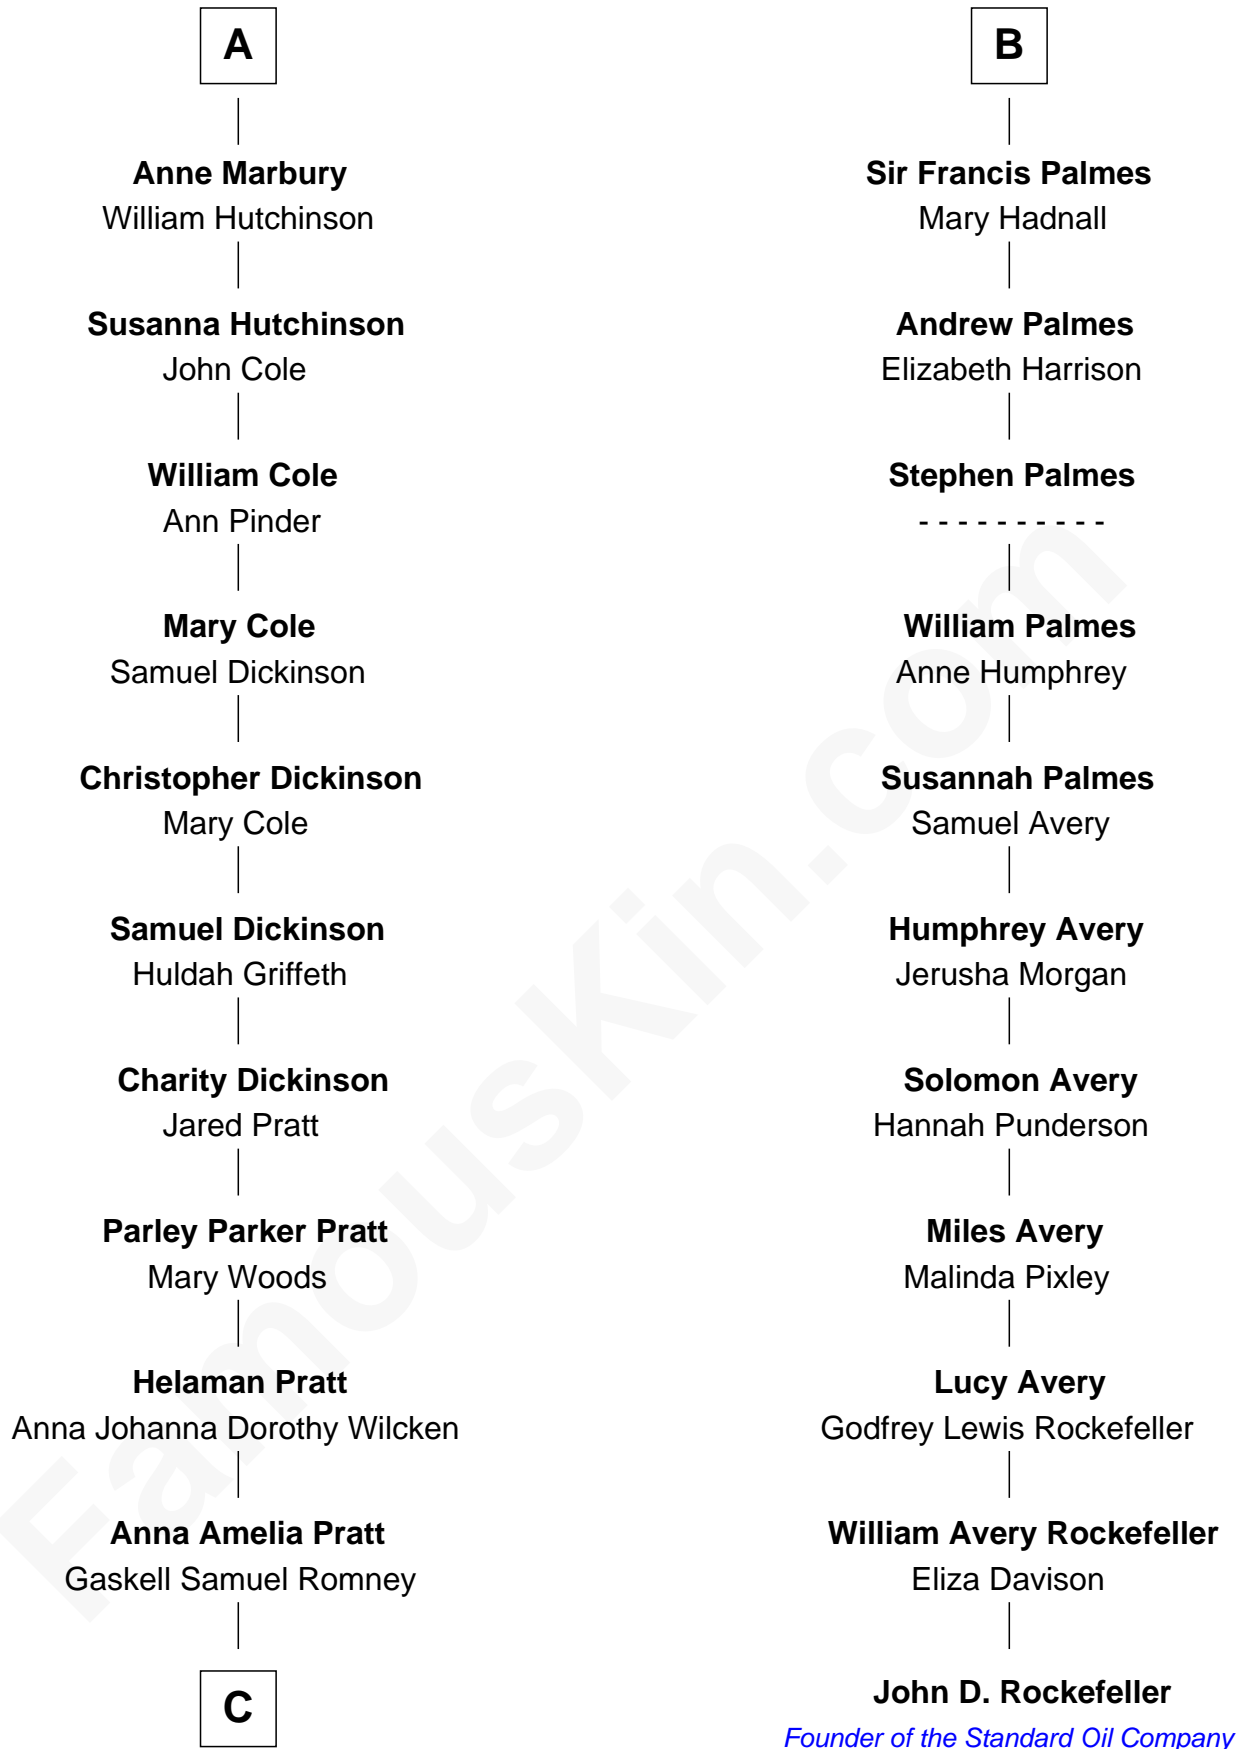 A
Anne Marbury
William Hutchinson
Susanna Hutchinson
John Cole
William Cole
Ann Pinder
Mary Cole
Samuel Dickinson
Christopher Dickinson
Mary Cole
Samuel Dickinson
Huldah Griffeth
Charity Dickinson
Jared Pratt
Parley Parker Pratt
Mary Woods
Helaman Pratt
Anna Johanna Dorothy Wilcken
Anna Amelia Pratt
Gaskell Samuel Romney
C
B
Sir Francis Palmes
Mary Hadnall
Andrew Palmes
Elizabeth Harrison
Stephen Palmes
- - - - - - - - - -
William Palmes
Anne Humphrey
Susannah Palmes
Samuel Avery
Humphrey Avery
Jerusha Morgan
Solomon Avery
Hannah Punderson
Miles Avery
Malinda Pixley
Lucy Avery
Godfrey Lewis Rockefeller
William Avery Rockefeller
Eliza Davison
John D. Rockefeller
Founder of the Standard Oil Company
FamousKin.com